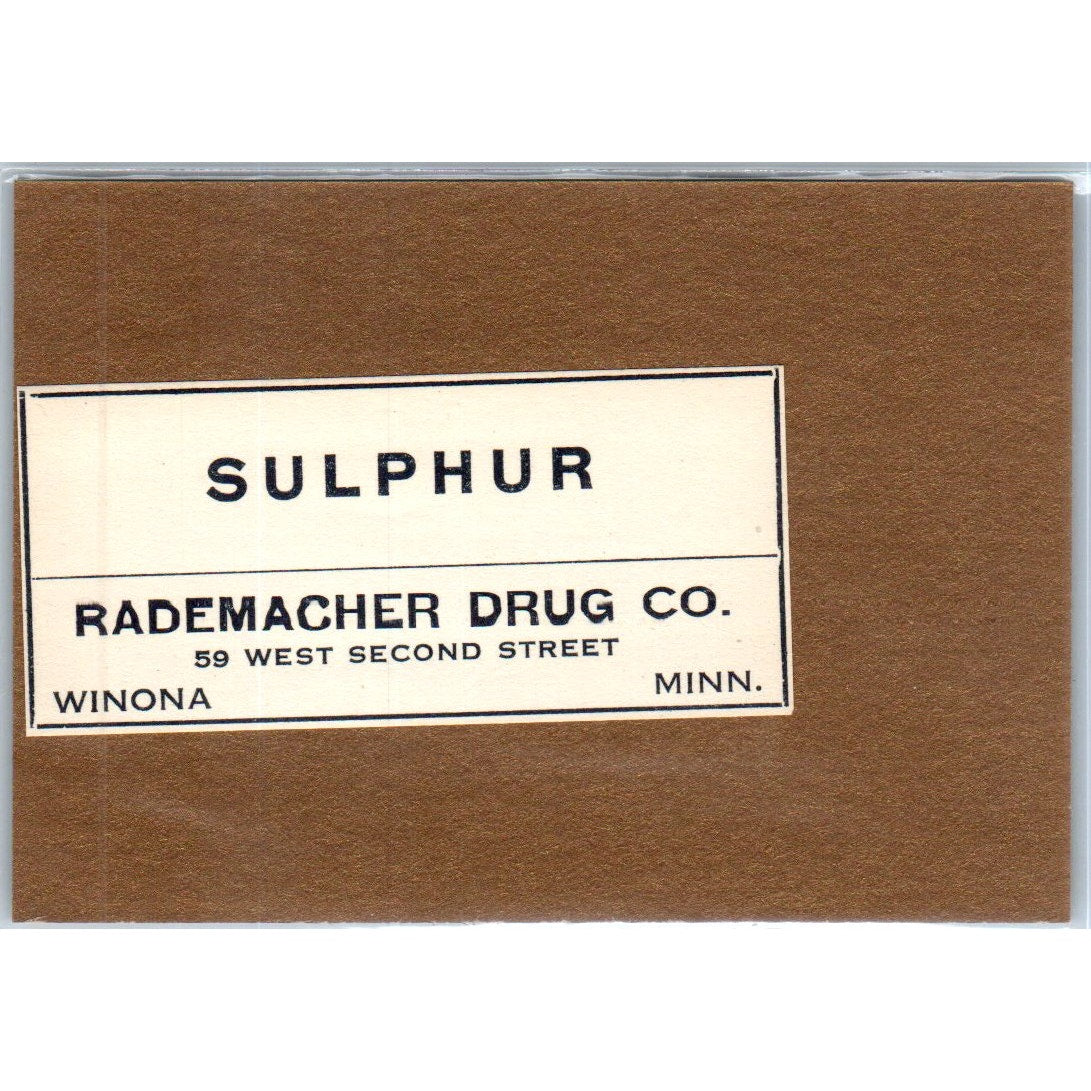 SULPHUR
RADEMACHER DRUG CO.
59 WEST SECOND STREET
WINONA MINN.